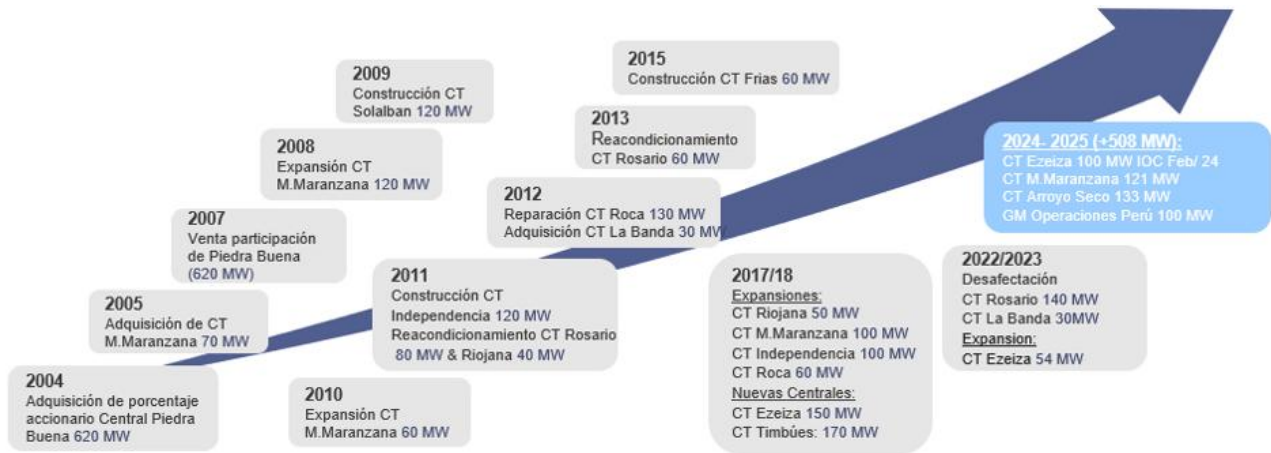 2004
Adquisición de porcentaje
accionario Central Piedra
Buena 620 MW
2005
Adquisición de CT
M.Maranzana 70 MW
2007
Venta participación
de Piedra Buena
(620 MW)
2008
Expansión CT
M.Maranzana 120 MW
2009
Construcción CT
Solalban 120 MW
2010
Expansión CT
M.Maranzana 60 MW
2011
Construcción CT
Independencia 120 MW
Reacondicionamiento CT Rosario
80 MW & Riojana 40 MW
2012
Reparación CT Roca 130 MW
Adquisición CT La Banda 30 MW
2013
Reacondicionamiento
CT Rosario 60 MW
2015
Construcción CT Frias 60 MW
2017/18
Expansiones:
CT Riojana 50 MW
CT M.Maranzana 100 MW
CT Independencia 100 MW
CT Roca 60 MW
Nuevas Centrales:
CT Ezeiza 150 MW
CT Timbúes: 170 MW
2022/2023
Desafectación
CT Rosario 140 MW
CT La Banda 30MW
Expansion:
CT Ezeiza 54 MW
2024- 2025 (+508 MW):
CT Ezeiza 100 MW IOC Feb/ 24
CT M.Maranzana 121 MW
CT Arroyo Seco 133 MW
GM Operaciones Perú 100 MW